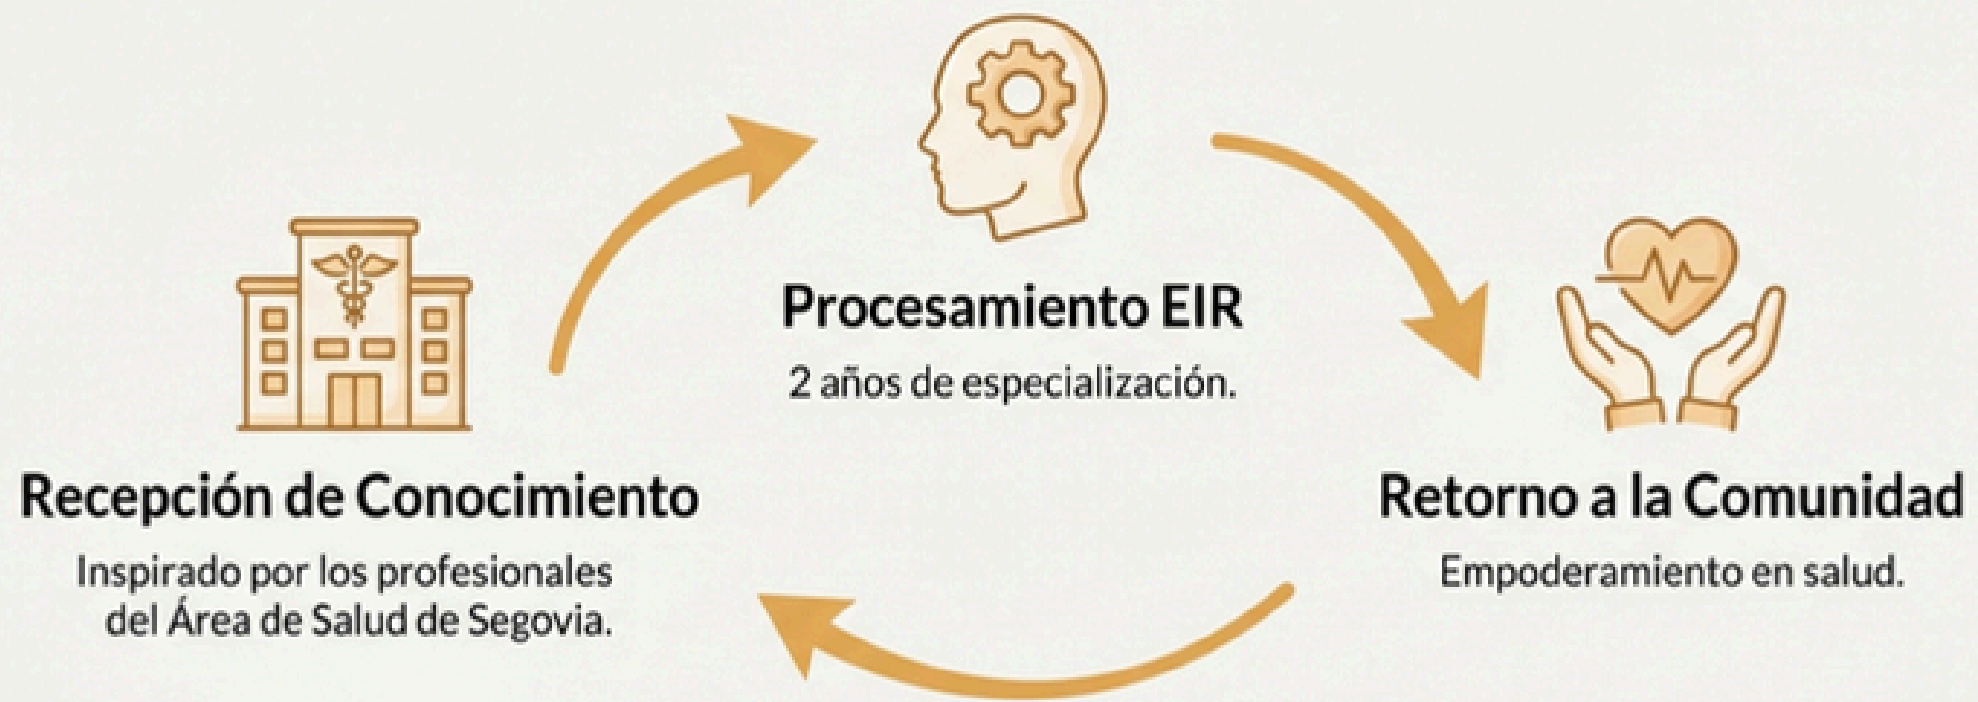 Procesamiento EIR
2 años de especialización.
Recepción de Conocimiento
Inspirado por los profesionales
del Área de Salud de Segovia.
Retorno a la Comunidad
Empoderamiento en salud.